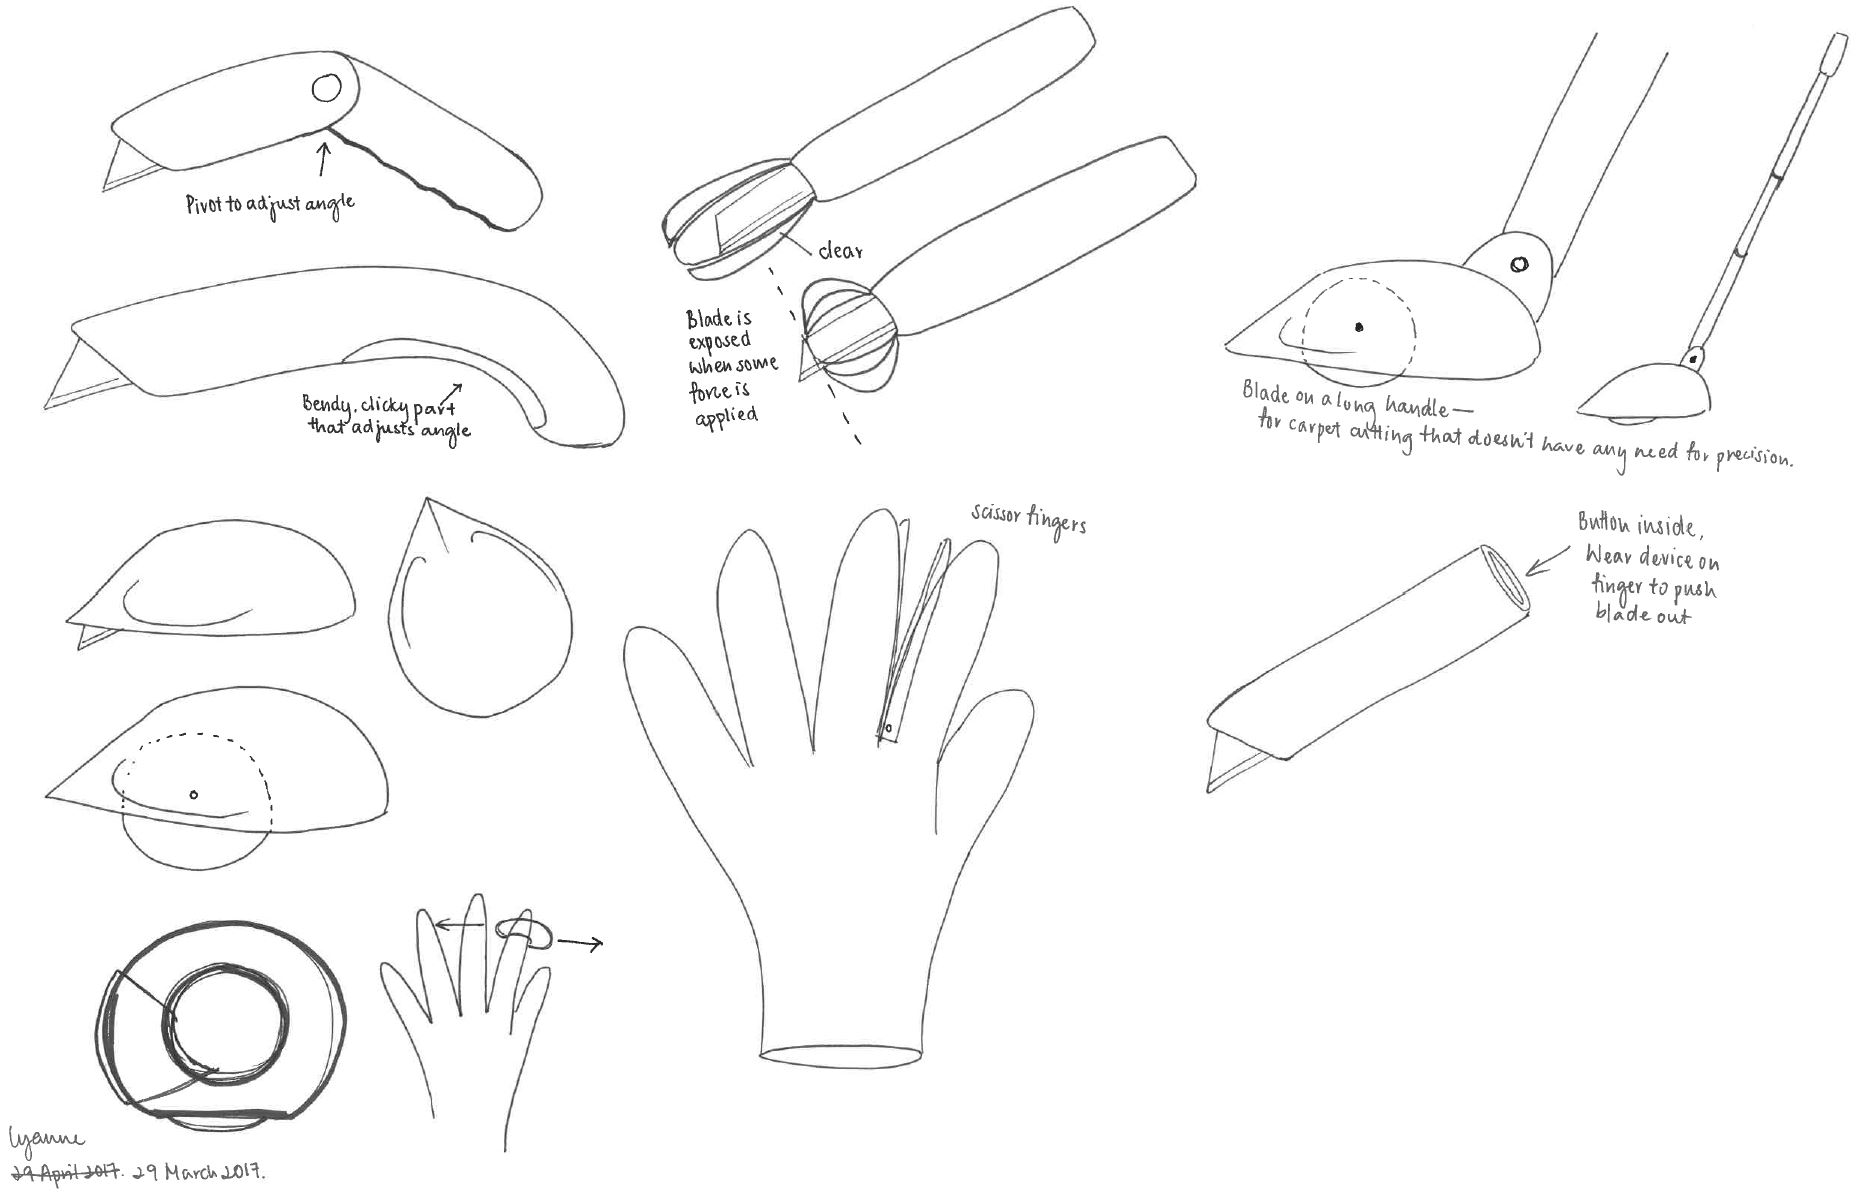 Pivot to adjust angle
Bendy, clicky part
that adjusts angle
clear
Blade is
exposed
when some
force is
applied
Blade on a long handle —
for carpet cutting that doesn't have any need for precision.
scissor fingers
Button inside,
Wear device on
finger to push
blade out
Lyanne
29 April 2017. 29 March 2017.